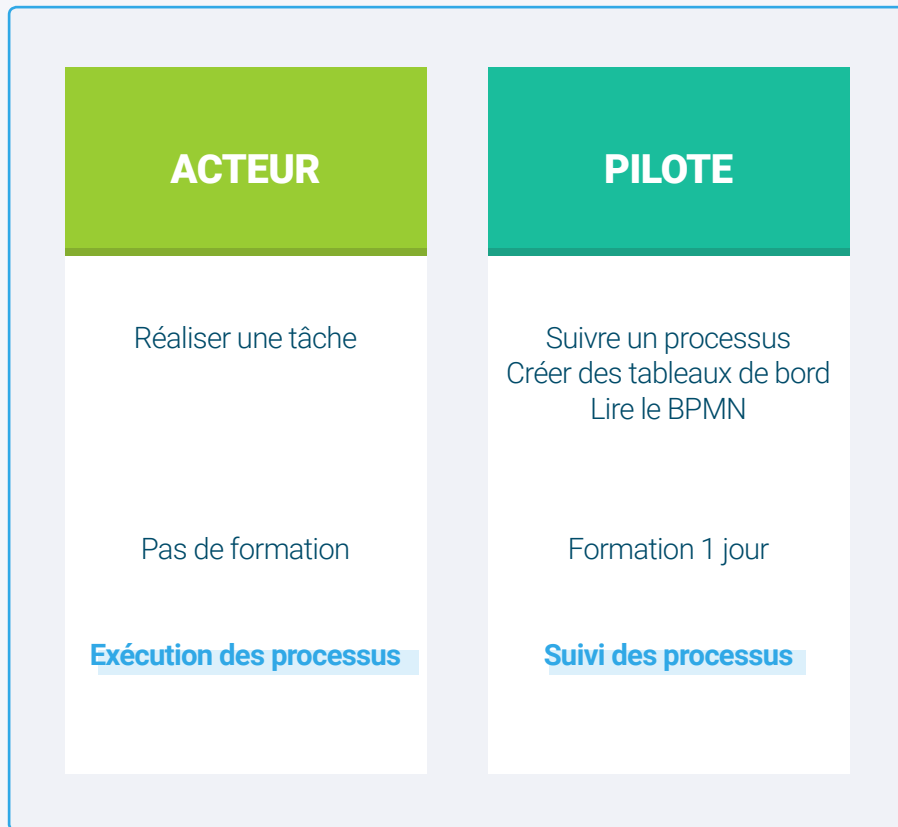 ACTEUR
Réaliser une tâche
Pas de formation
Exécution des processus
PILOTE
Suivre un processus
Créer des tableaux de bord
Lire le BPMN
Formation 1 jour
Suivi des processus